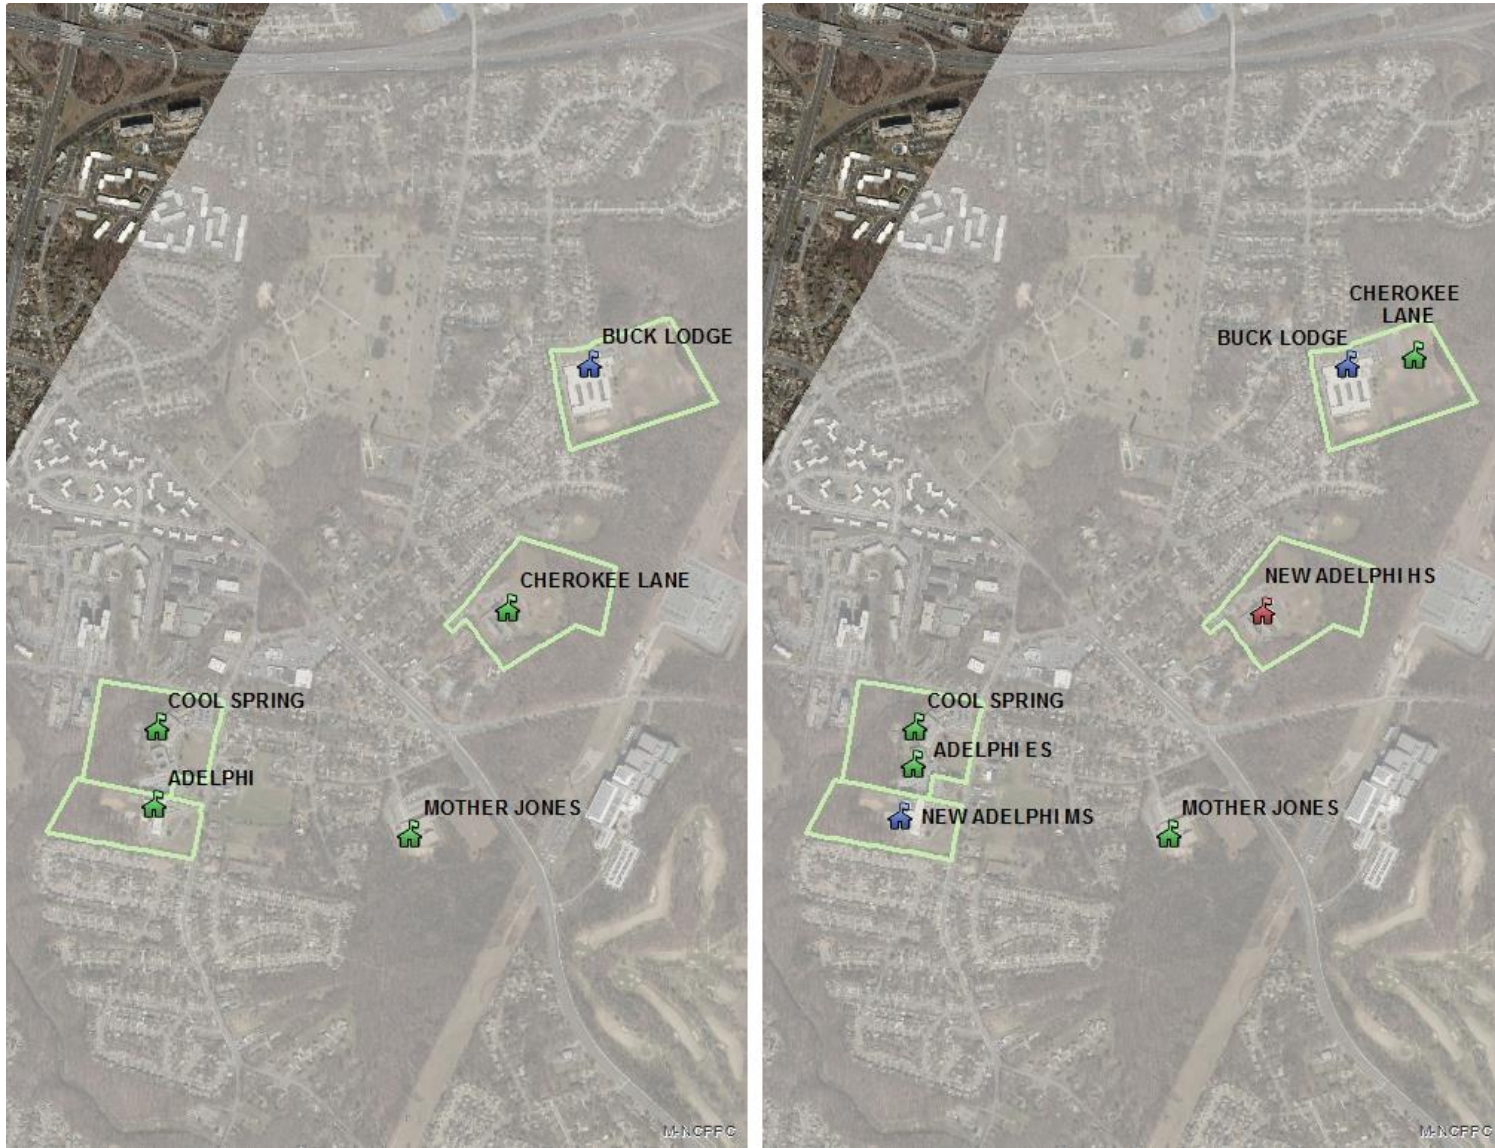 BUCK LODGE
CHEROKEE LANE
COOL SPRING
ADELPHI
MOTHER JONES
M-NCPPC
CHEROKEE
LANE
BUCK LODGE
NEW ADELPHI HS
COOL SPRING
ADELPHI ES
NEW ADELPHI MS
MOTHER JONES
M-NCPPC